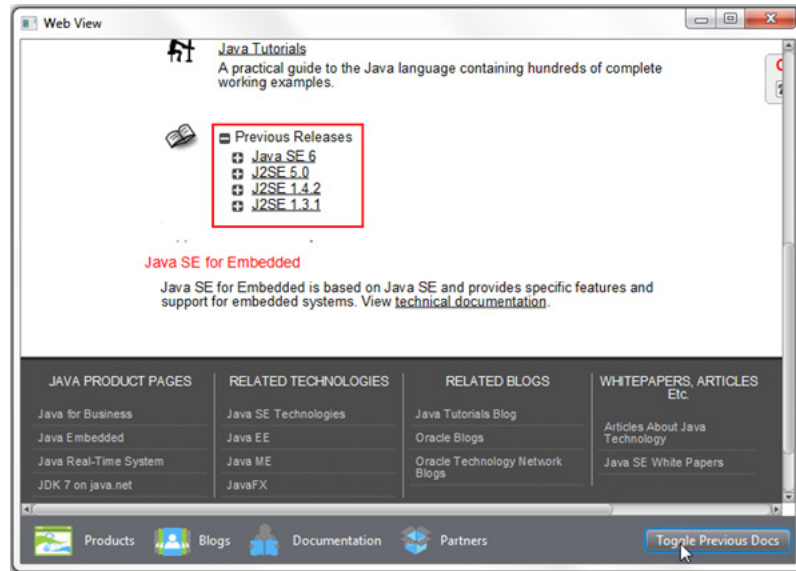 Web View
Java Tutorials
A practical guide to the Java language containing hundreds of complete
working examples.
Previous Releases
Java SE 6
J2SE 5.0
J2SE 1.4.2
J2SE 1.3.1
Java SE for Embedded
Java SE for Embedded is based on Java SE and provides specific features and
support for embedded systems. View technical documentation.
JAVA PRODUCT PAGES
Java for Business
Java Embedded
Java Real-Time System
JDK 7 on java.net
RELATED TECHNOLOGIES
Java SE Technologies
Java EE
Java ME
JavaFX
RELATED BLOGS
Java Tutorials Blog
Oracle Blogs
Oracle Technology Network
Blogs
WHITEPAPERS, ARTICLES
Etc.
Articles About Java
Technology
Java SE White Papers
Products Blogs Documentation Partners Toggle Previous Docs